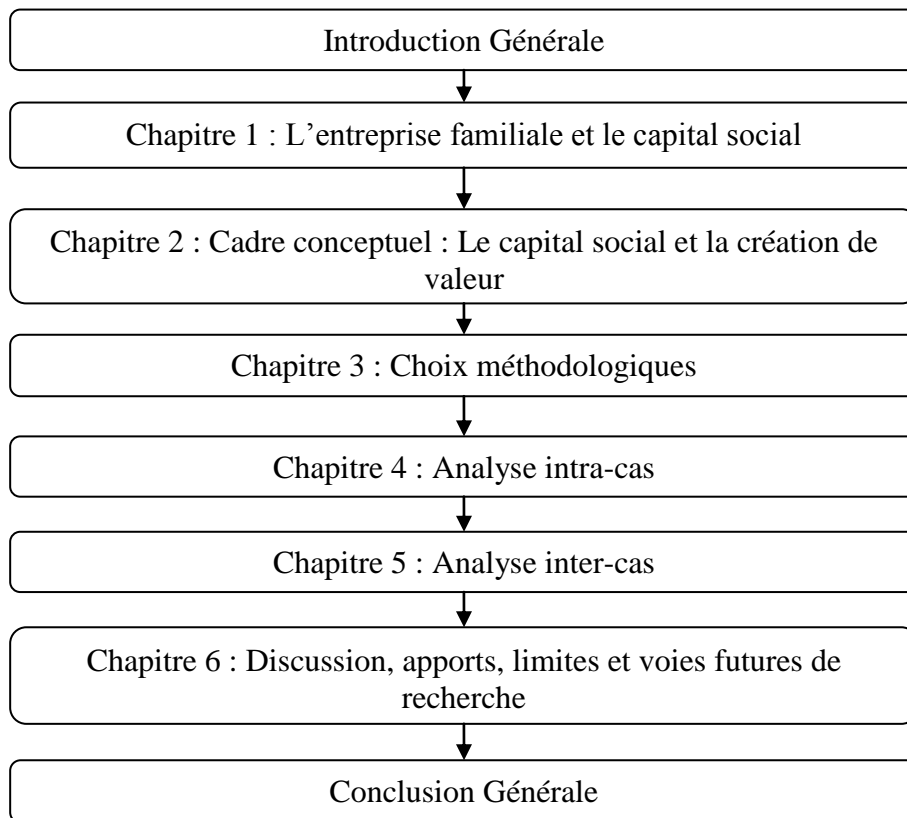 Introduction Générale
Chapitre 1 : L’entreprise familiale et le capital social
Chapitre 2 : Cadre conceptuel : Le capital social et la création de
valeur
Chapitre 3 : Choix méthodologiques
Chapitre 4 : Analyse intra-cas
Chapitre 5 : Analyse inter-cas
Chapitre 6 : Discussion, apports, limites et voies futures de
recherche
Conclusion Générale